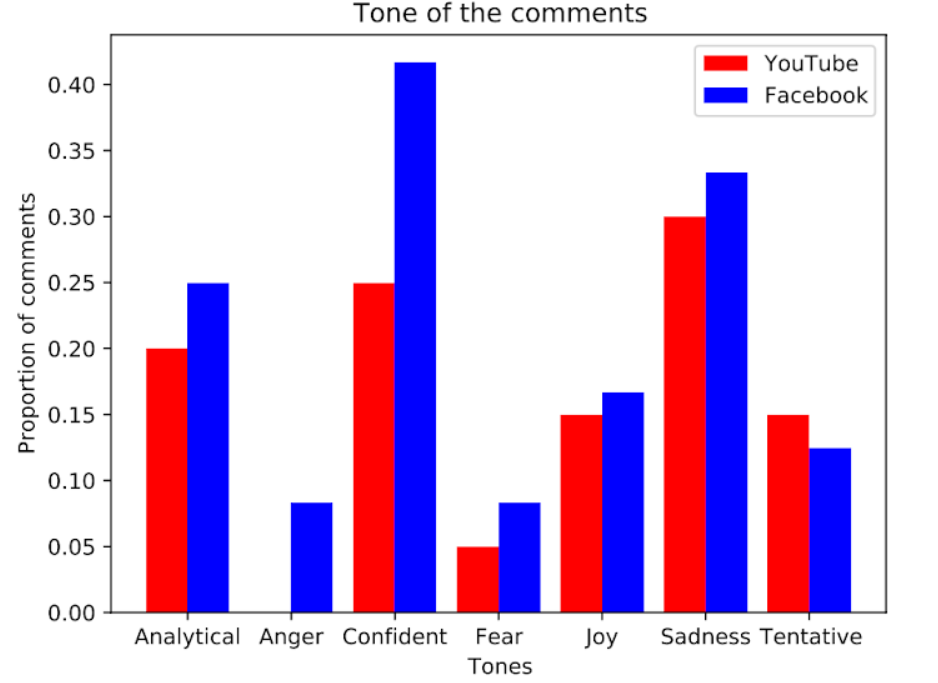 Tone of the comments
YouTube
Facebook
Proportion of comments
0.40
0.35
0.30
0.25
0.20
0.15
0.10
0.05
0.00
Analytical Anger Confident Fear Joy Sadness Tentative
Tones